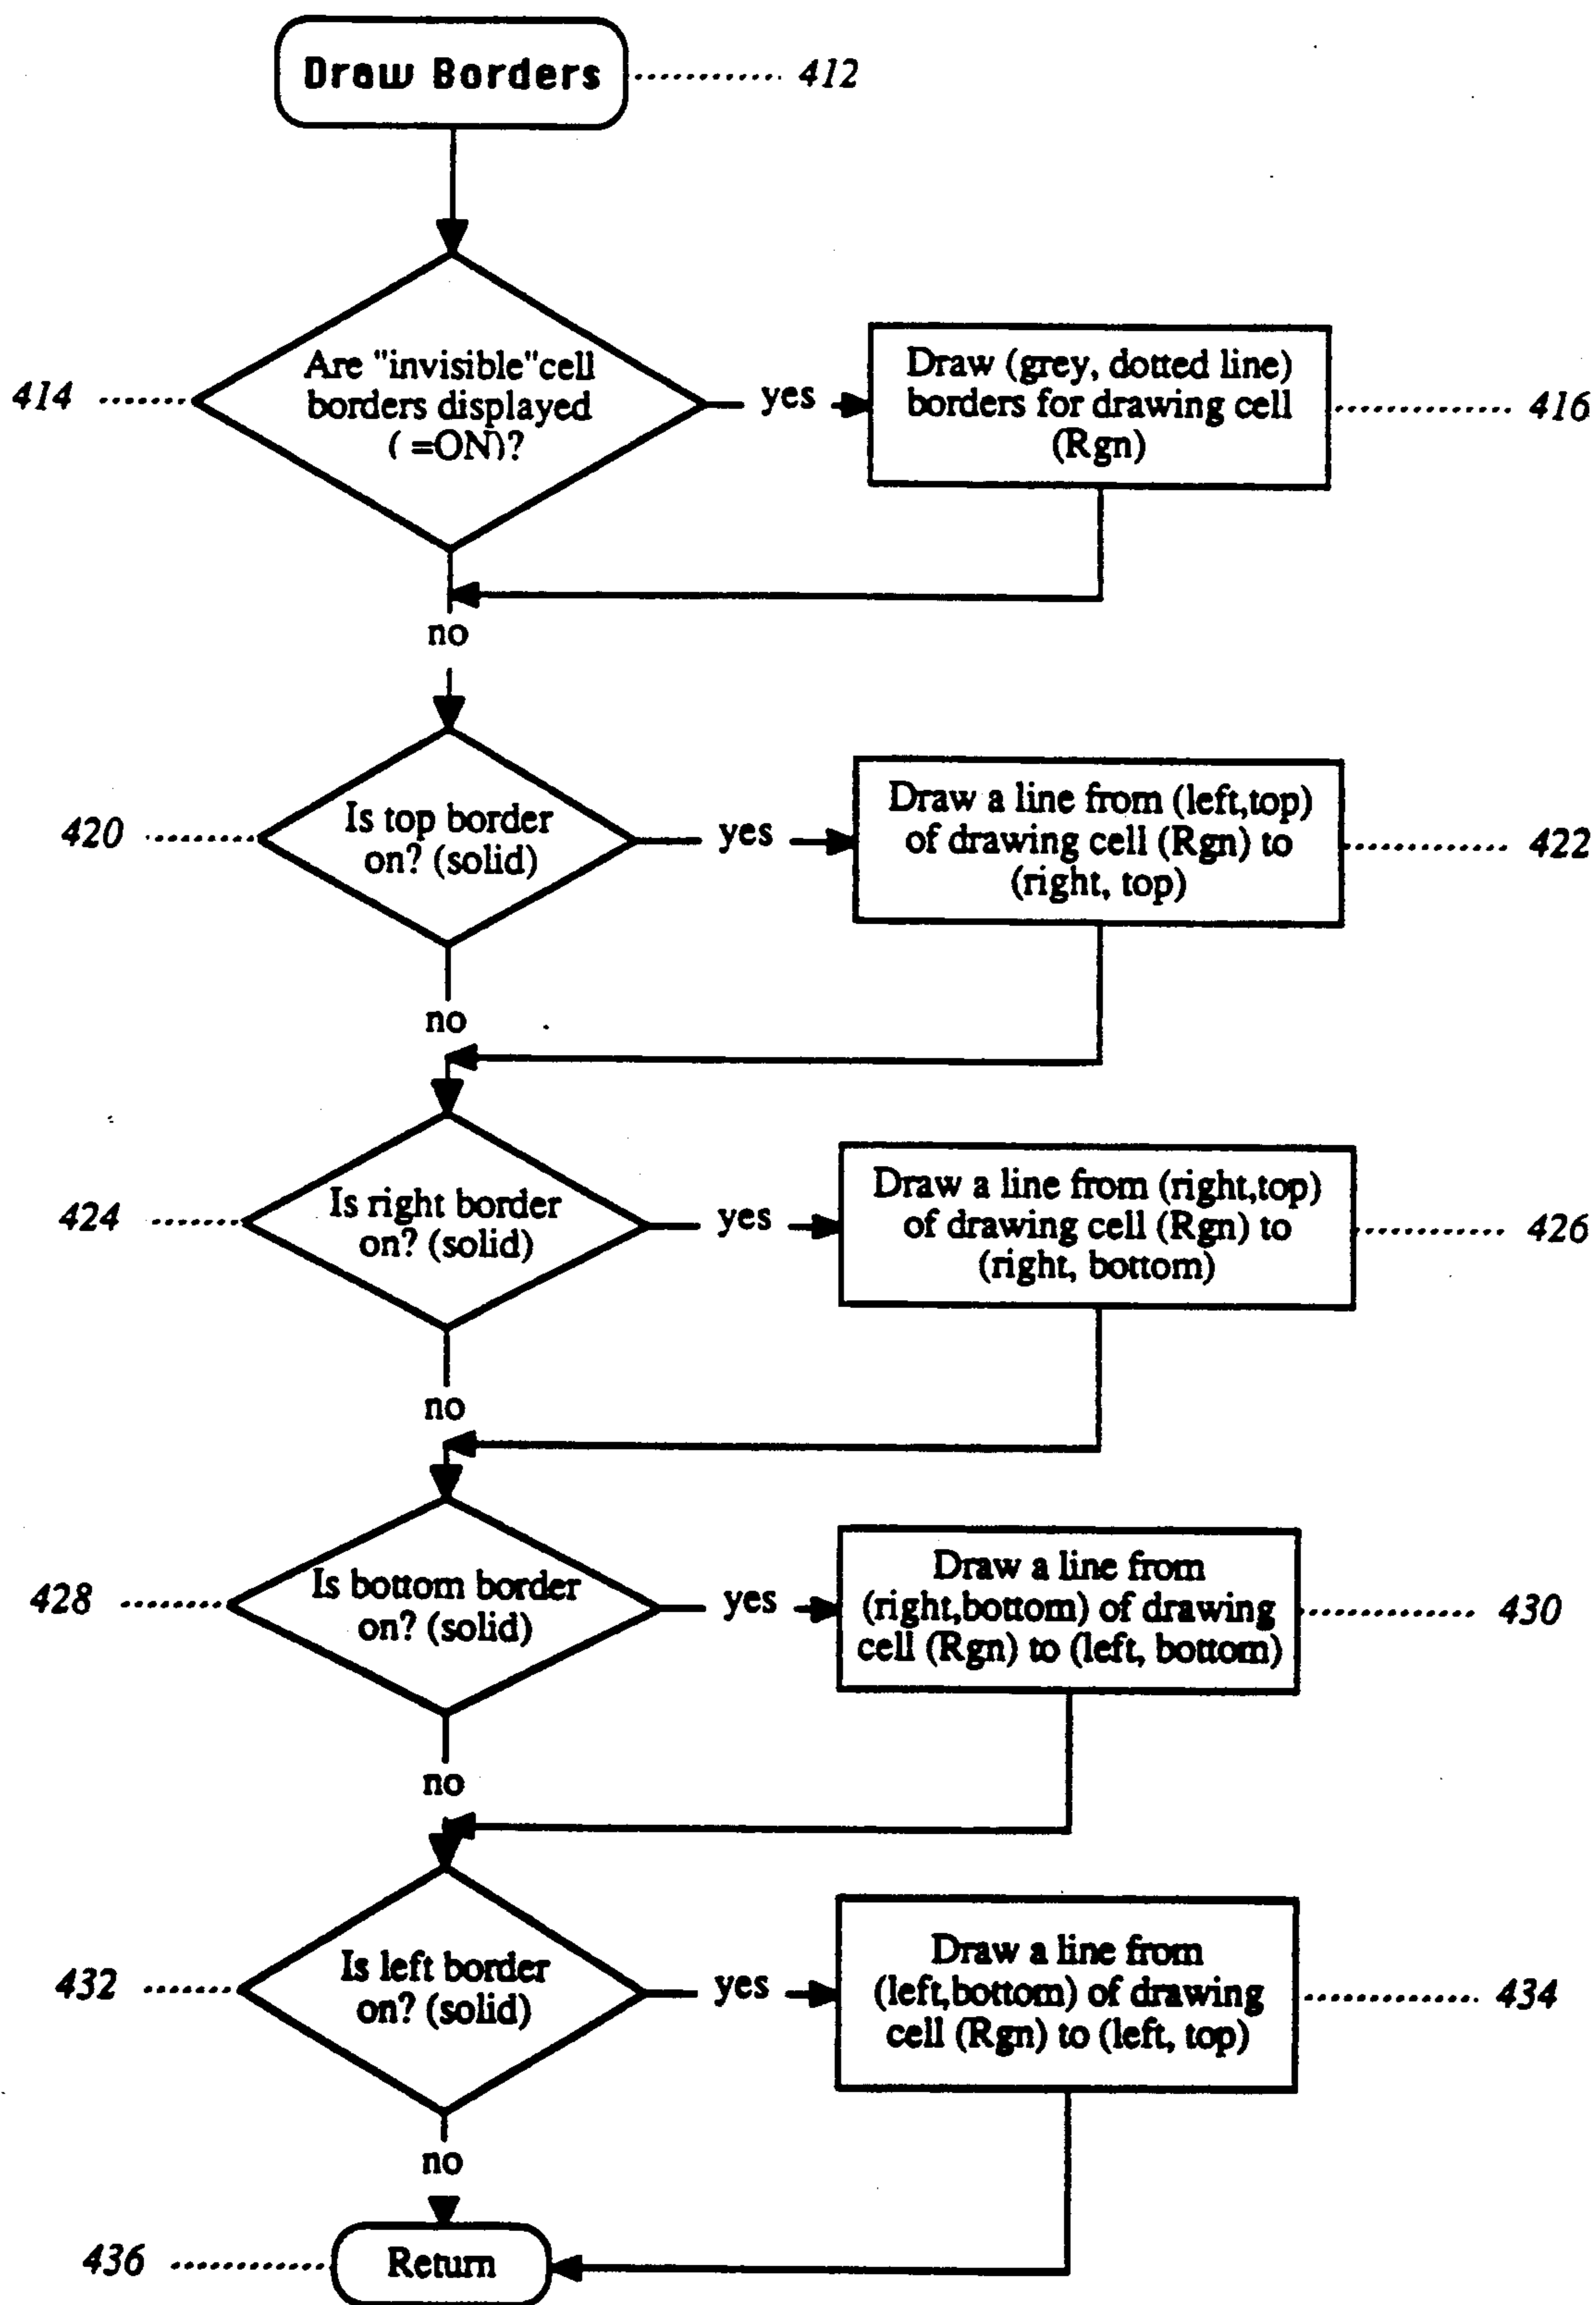 Draw Borders
412
Are "invisible"cell
borders displayed
( =ON)?
414
yes
Draw (grey, dotted line)
borders for drawing cell
(Rgn)
416
no
Is top border
on? (solid)
420
yes
Draw a line from (left,top)
of drawing cell (Rgn) to
(right, top)
422
no
Is right border
on? (solid)
424
yes
Draw a line from (right,top)
of drawing cell (Rgn) to
(right, bottom)
426
no
Is bottom border
on? (solid)
428
yes
Draw a line from
(right,bottom) of drawing
cell (Rgn) to (left, bottom)
430
no
Is left border
on? (solid)
432
yes
Draw a line from
(left,bottom) of drawing
cell (Rgn) to (left, top)
434
no
Return
436